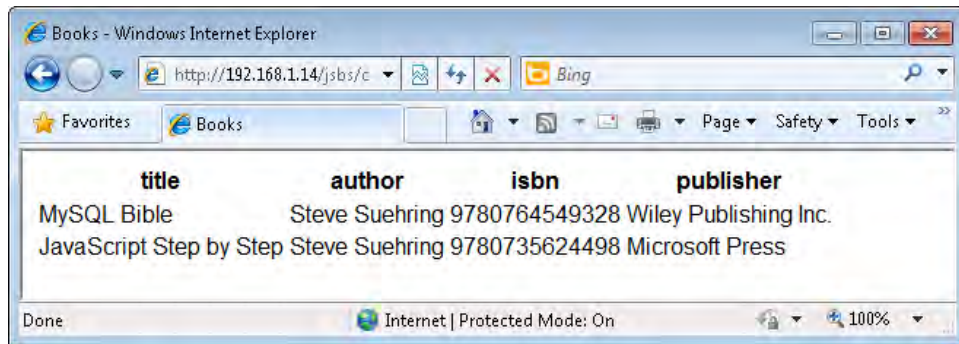 Books - Windows Internet Explorer
http://192.168.1.14/jsbs/c Bing
Favorites Books Page Safety Tools
title author isbn publisher
MySQL Bible Steve Suehring 9780764549328 Wiley Publishing Inc.
JavaScript Step by Step Steve Suehring 9780735624498 Microsoft Press
Done Internet | Protected Mode: On 100%